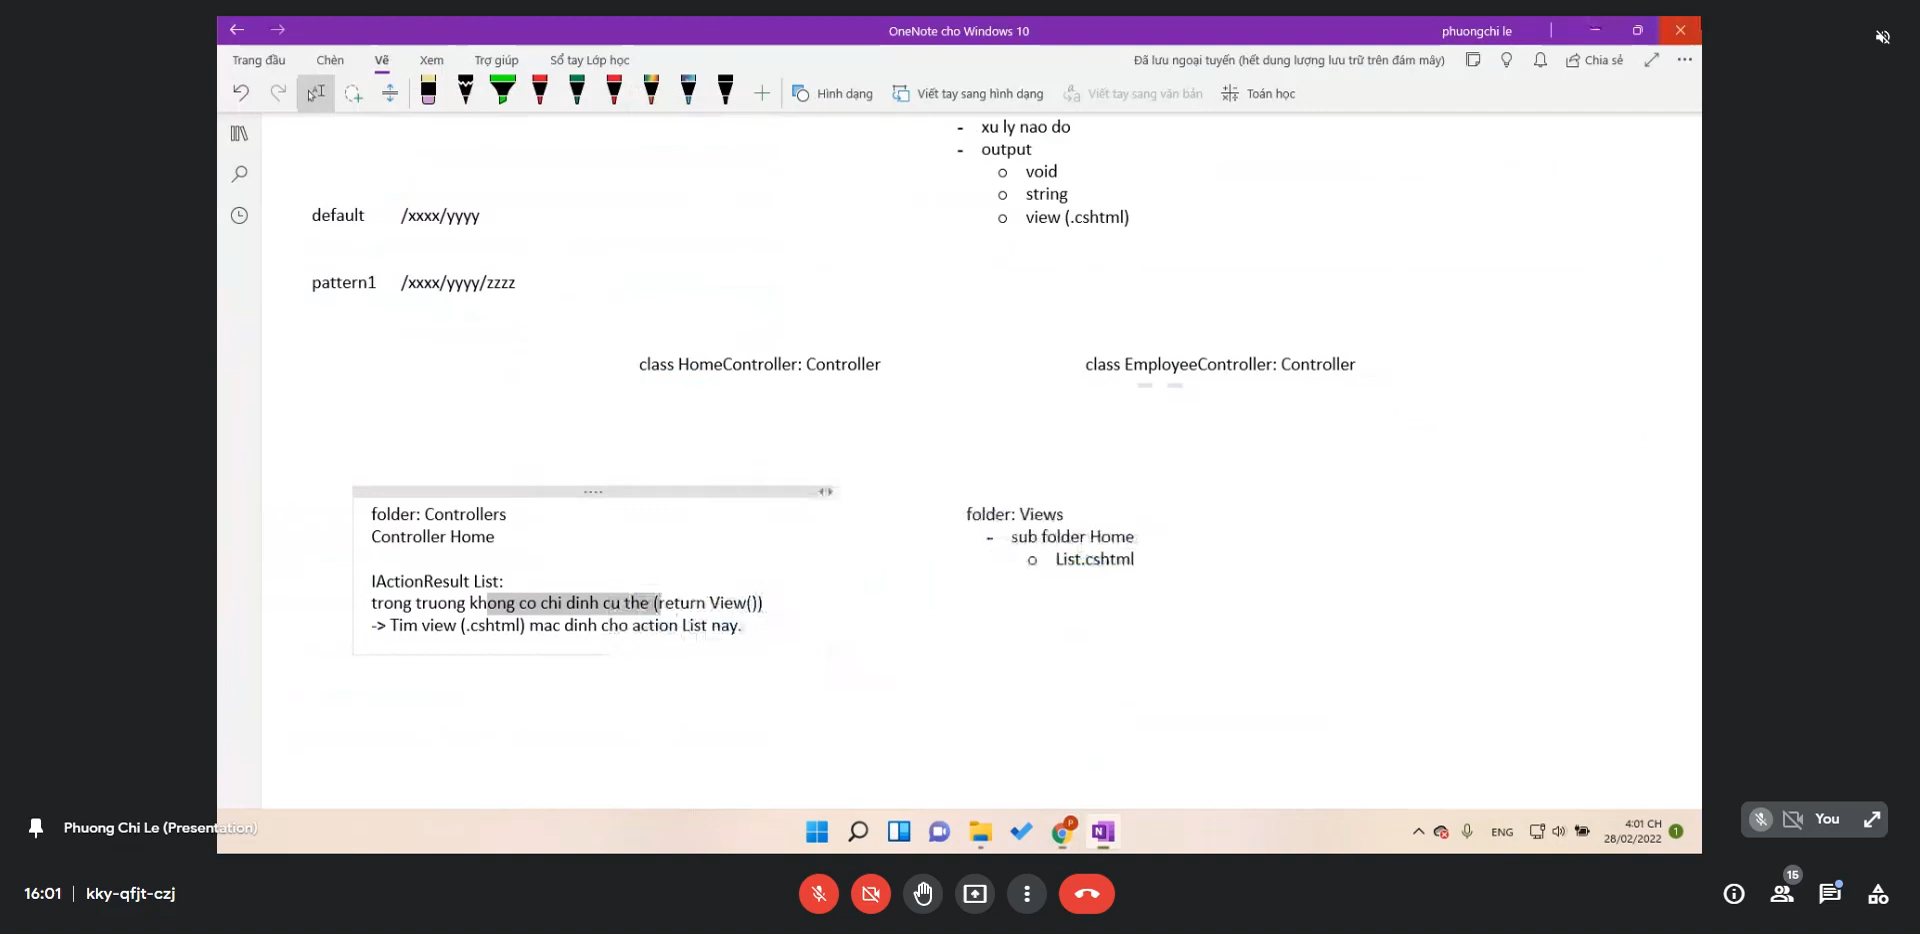 OneNote cho Windows 10
phuongchi le
Trang đầu
Chèn
Vẽ
Xem
Trợ giúp
Sổ tay Lớp học
Đã lưu ngoại tuyến (hết dung lượng lưu trữ trên đám mây)
Chia sẻ
Hình dạng
Viết tay sang hình dạng
Viết tay sang văn bản
Toán học
- xu ly nao do
- output
o void
o string
o view (.cshtml)
default /xxxx/yyyy
pattern1 /xxxx/yyyy/zzzz
class HomeController: Controller
class EmployeeController: Controller
folder: Controllers
Controller Home
IActionResult List:
trong truong khong co chi dinh cu the (return View())
-> Tim view (.cshtml) mac dinh cho action List nay.
folder: Views
- sub folder Home
o List.cshtml
Phuong Chi Le (Presentation)
You
P
N
ENG
4:01 CH
28/02/2022
1
16:01 | kky-qfjt-czj
15